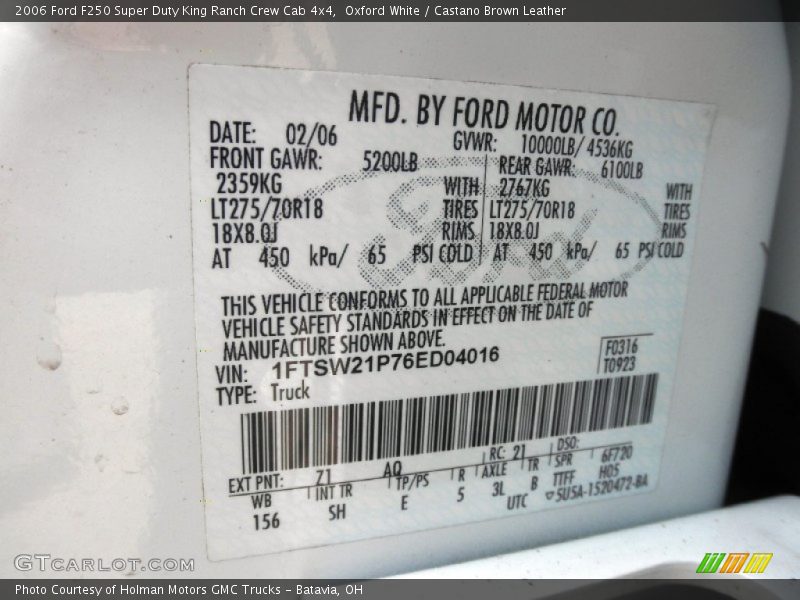 2006 Ford F250 Super Duty King Ranch Crew Cab 4x4, Oxford White / Castano Brown Leather
MFD. BY FORD MOTOR CO.
DATE: 02/06 GVWR: 10000LB/ 4536KG
FRONT GAWR: 5200LB REAR GAWR: 6100LB
2359KG WITH 2767KG WITH
LT275/70R18 TIRES LT275/70R18 TIRES
18X8.0J RIMS 18X8.0J RIMS
AT 450 kPa/ 65 PSI COLD AT 450 kPa/ 65 PSI COLD
Ford
THIS VEHICLE CONFORMS TO ALL APPLICABLE FEDERAL MOTOR
VEHICLE SAFETY STANDARDS IN EFFECT ON THE DATE OF
MANUFACTURE SHOWN ABOVE.
VIN: 1FTSW21P76ED04016 F0316
TYPE: Truck T0923
EXT PNT: Z1 AQ RC: 21 DSO: 6F720
WB INT TR TP/PS R AXLE TR SPR H05
156 SH E 5 3L B TTFF
UTC 5U5A-1520472-BA
GTCARLOT.COM
Photo Courtesy of Holman Motors GMC Trucks - Batavia, OH